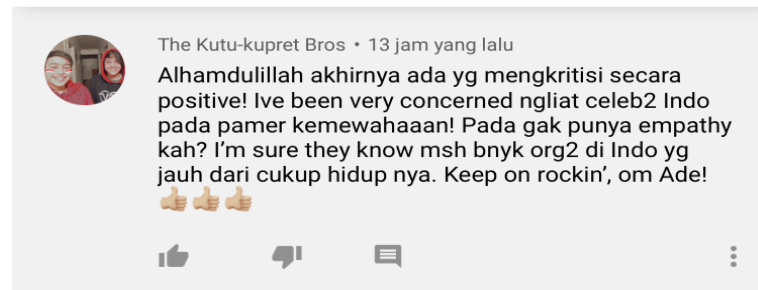 The Kutu-kupret Bros • 13 jam yang lalu
Alhamdulillah akhirnya ada yg mengkritisi secara
positive! Ive been very concerned ngliat celeb2 Indo
pada pamer kemewahaaan! Pada gak punya empathy
kah? I'm sure they know msh bnyk org2 di Indo yg
jauh dari cukup hidup nya. Keep on rockin', om Ade!
👍🏼👍🏼👍🏼